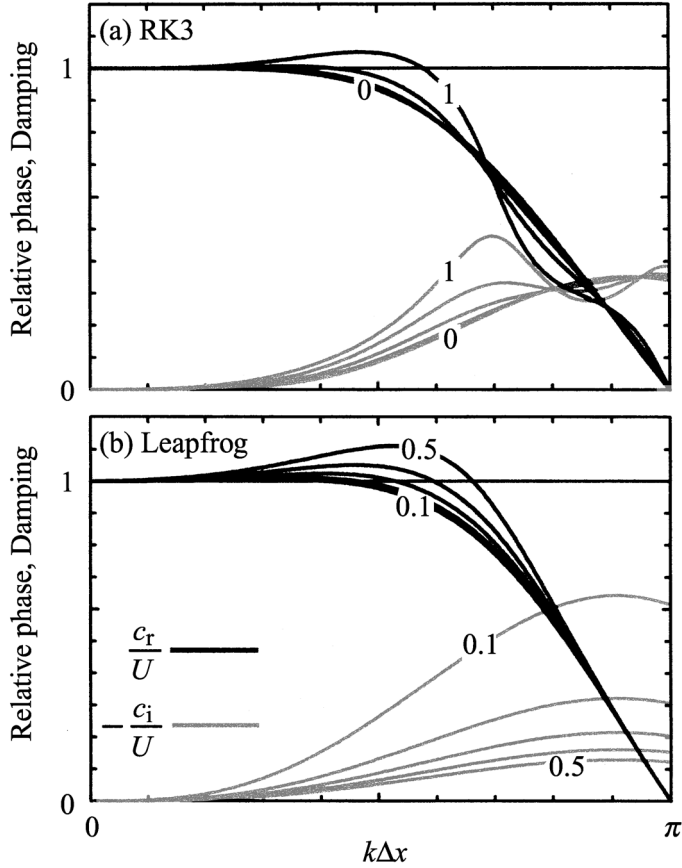 (a) RK3
Relative phase, Damping
1
0
1
1
0
0
(b) Leapfrog
Relative phase, Damping
1
0.5
0.1
c_r/U
0.1
−c_i/U
0.5
0
0
kΔx
π